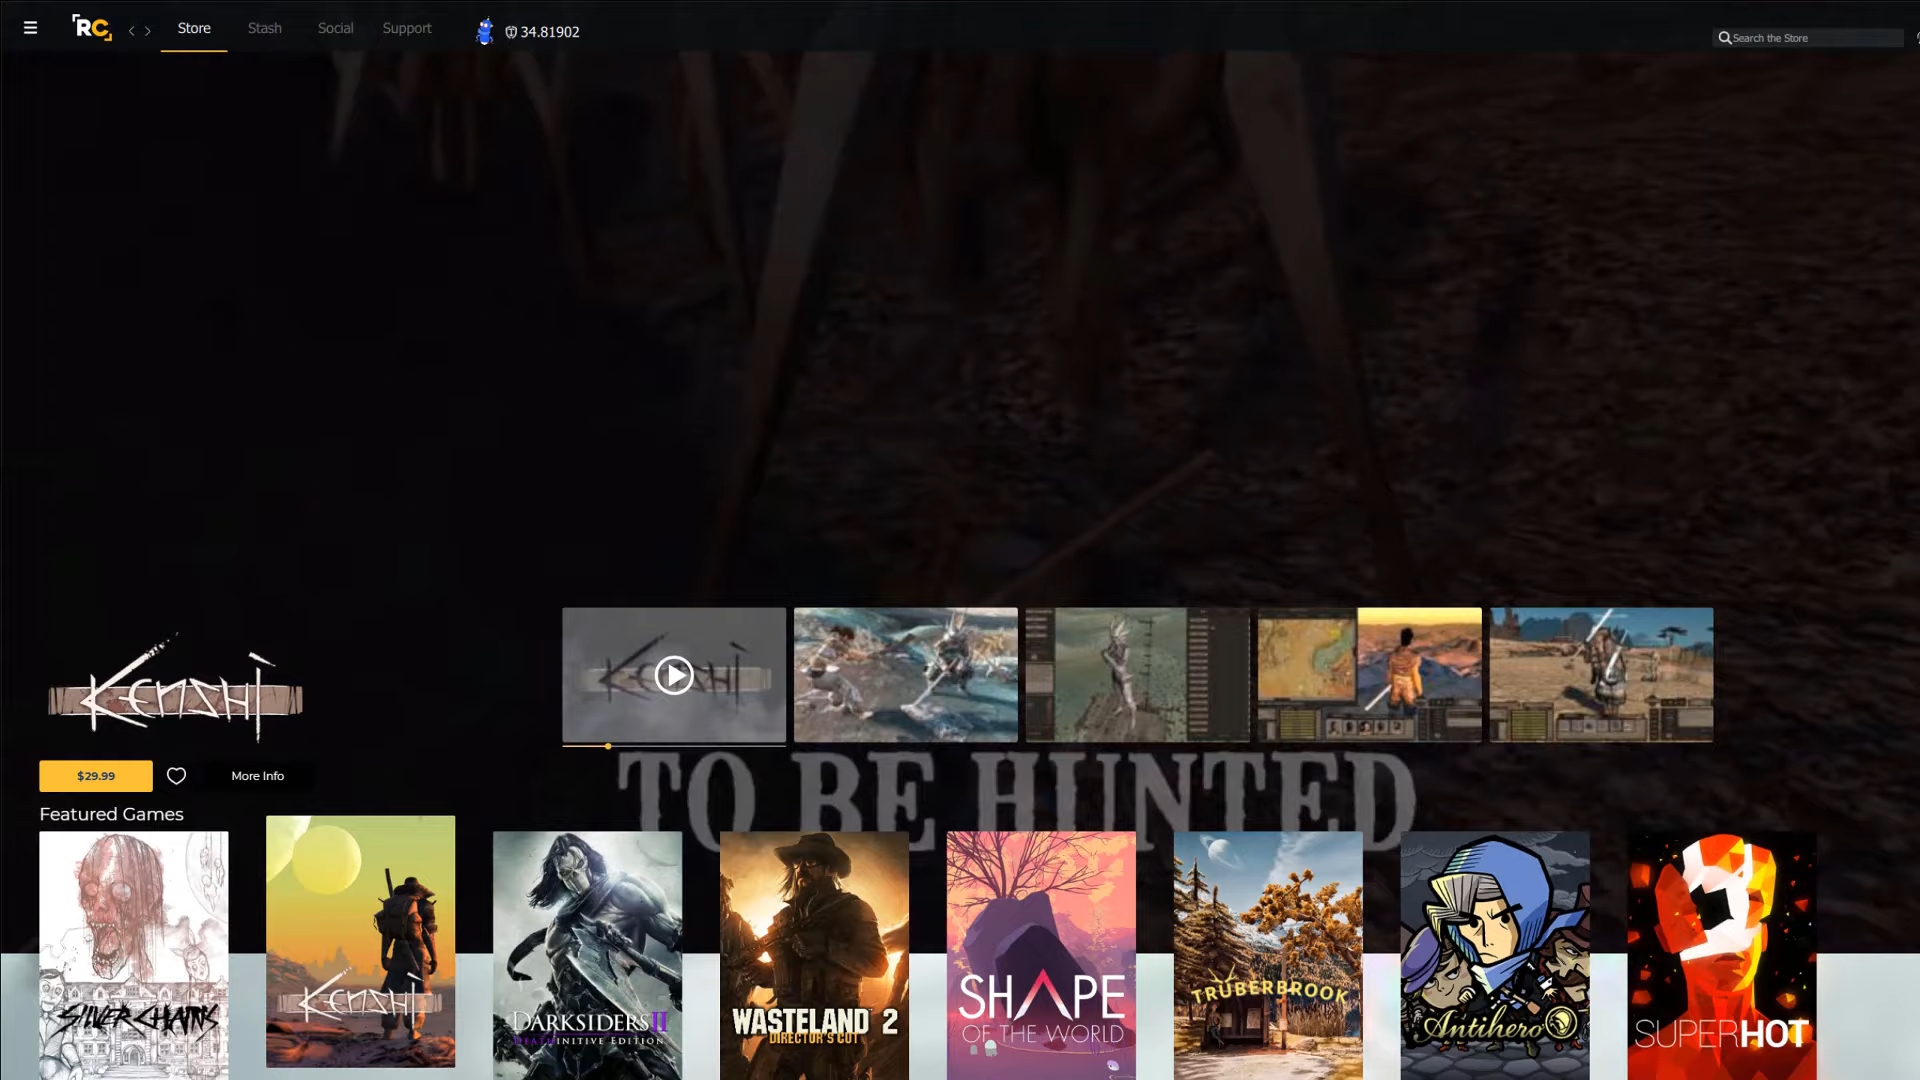 RC
Store
Stash
Social
Support
34.81902
Search the Store
KENSHI
KENSHI
TO BE HUNTED
$29.99
More Info
Featured Games
SILVER CHAINS
KENSHI
DARKSIDERS II
DEATHINITIVE EDITION
WASTELAND 2
DIRECTOR'S CUT
SHAPE
OF THE WORLD
TRÜBERBROOK
Antihero
SUPERHOT